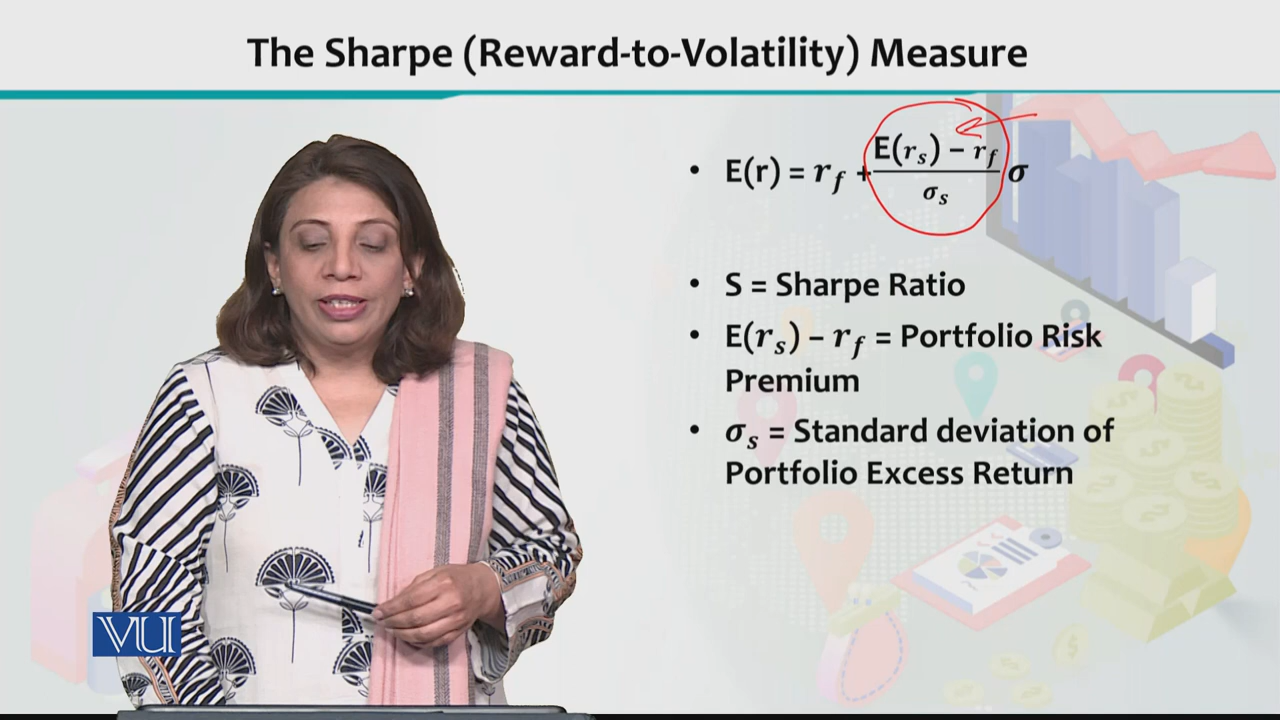 The Sharpe (Reward-to-Volatility) Measure
• E(r) = r_f + \frac{E(r_s) – r_f}{σ_s} σ
• S = Sharpe Ratio
• E(r_s) – r_f = Portfolio Risk
Premium
• σ_s = Standard deviation of
Portfolio Excess Return
VU